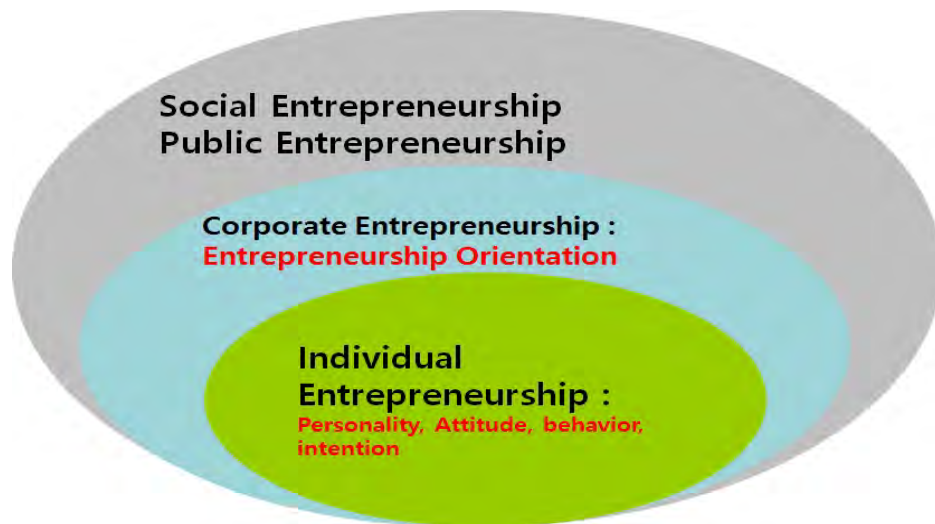 Social Entrepreneurship
Public Entrepreneurship
Corporate Entrepreneurship :
Entrepreneurship Orientation
Individual
Entrepreneurship :
Personality, Attitude, behavior,
intention